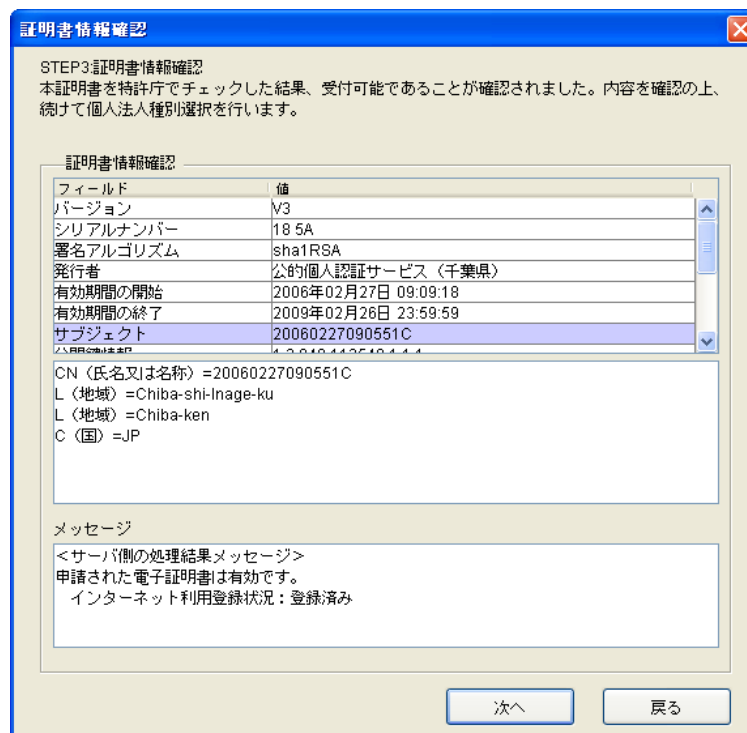 証明書情報確認
STEP3:証明書情報確認
本証明書を特許庁でチェックした結果、受付可能であることが確認されました。内容を確認の上、
続けて個人法人種別選択を行います。
証明書情報確認
フィールド 値
バージョン V3
シリアルナンバー 18 5A
署名アルゴリズム sha1RSA
発行者 公的個人認証サービス（千葉県）
有効期間の開始 2006年02月27日 09:09:18
有効期間の終了 2009年02月26日 23:59:59
サブジェクト 20060227090551C
CN（氏名又は名称）=20060227090551C
L（地域）=Chiba-shi-Inage-ku
L（地域）=Chiba-ken
C（国）=JP
メッセージ
＜サーバ側の処理結果メッセージ＞
申請された電子証明書は有効です。
インターネット利用登録状況：登録済み
次へ 戻る